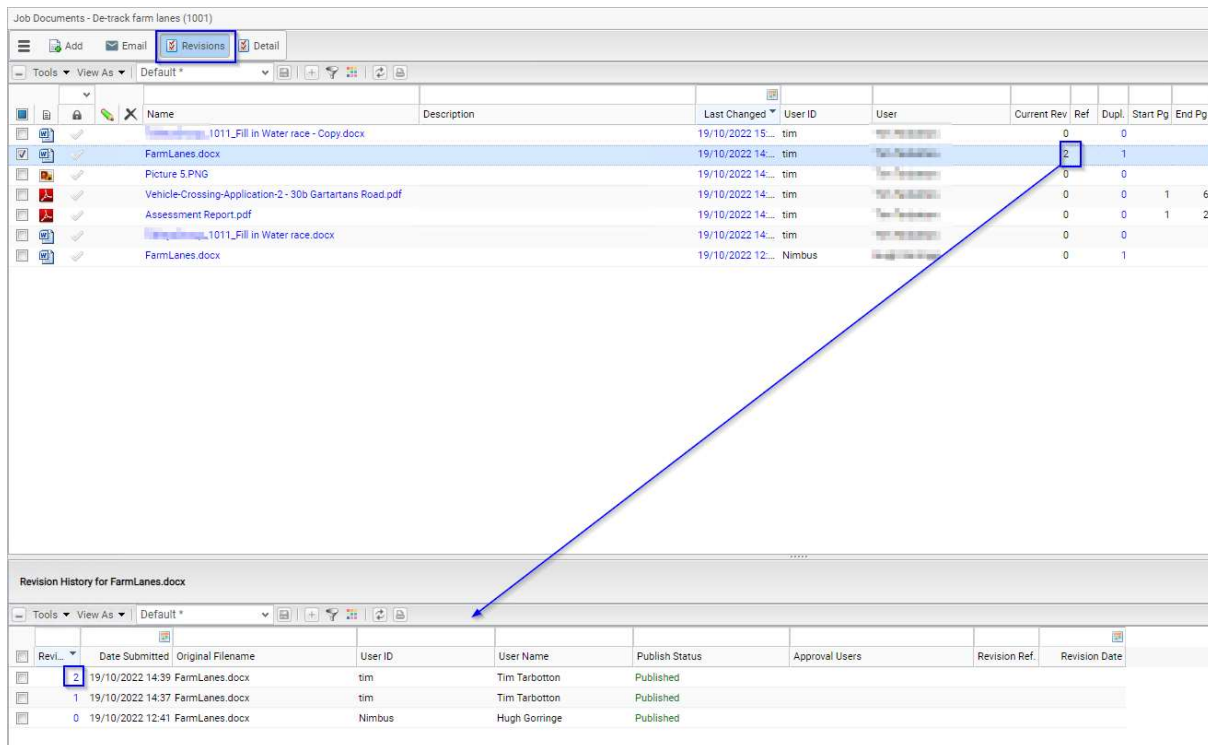 Job Documents - De-track farm lanes (1001)
Add Email Revisions Detail
Tools View As Default *
Name Description Last Changed User ID User Current Rev Ref Dupl. Start Pg End Pg
_1011_Fill in Water race - Copy.docx 19/10/2022 15:... tim 0 0
FarmLanes.docx 19/10/2022 14:... tim 2 1
Picture 5.PNG 19/10/2022 14:... tim 0 0
Vehicle-Crossing-Application-2 - 30b Gartartans Road.pdf 19/10/2022 14:... tim 0 0 1 6
Assessment Report.pdf 19/10/2022 14:... tim 0 0 1 2
_1011_Fill in Water race.docx 19/10/2022 14:... tim 0 0
FarmLanes.docx 19/10/2022 12:... Nimbus 0 1
Revision History for FarmLanes.docx
Tools View As Default *
Revi... Date Submitted Original Filename User ID User Name Publish Status Approval Users Revision Ref. Revision Date
2 19/10/2022 14:39 FarmLanes.docx tim Tim Tarbotton Published
1 19/10/2022 14:37 FarmLanes.docx tim Tim Tarbotton Published
0 19/10/2022 12:41 FarmLanes.docx Nimbus Hugh Gorringe Published